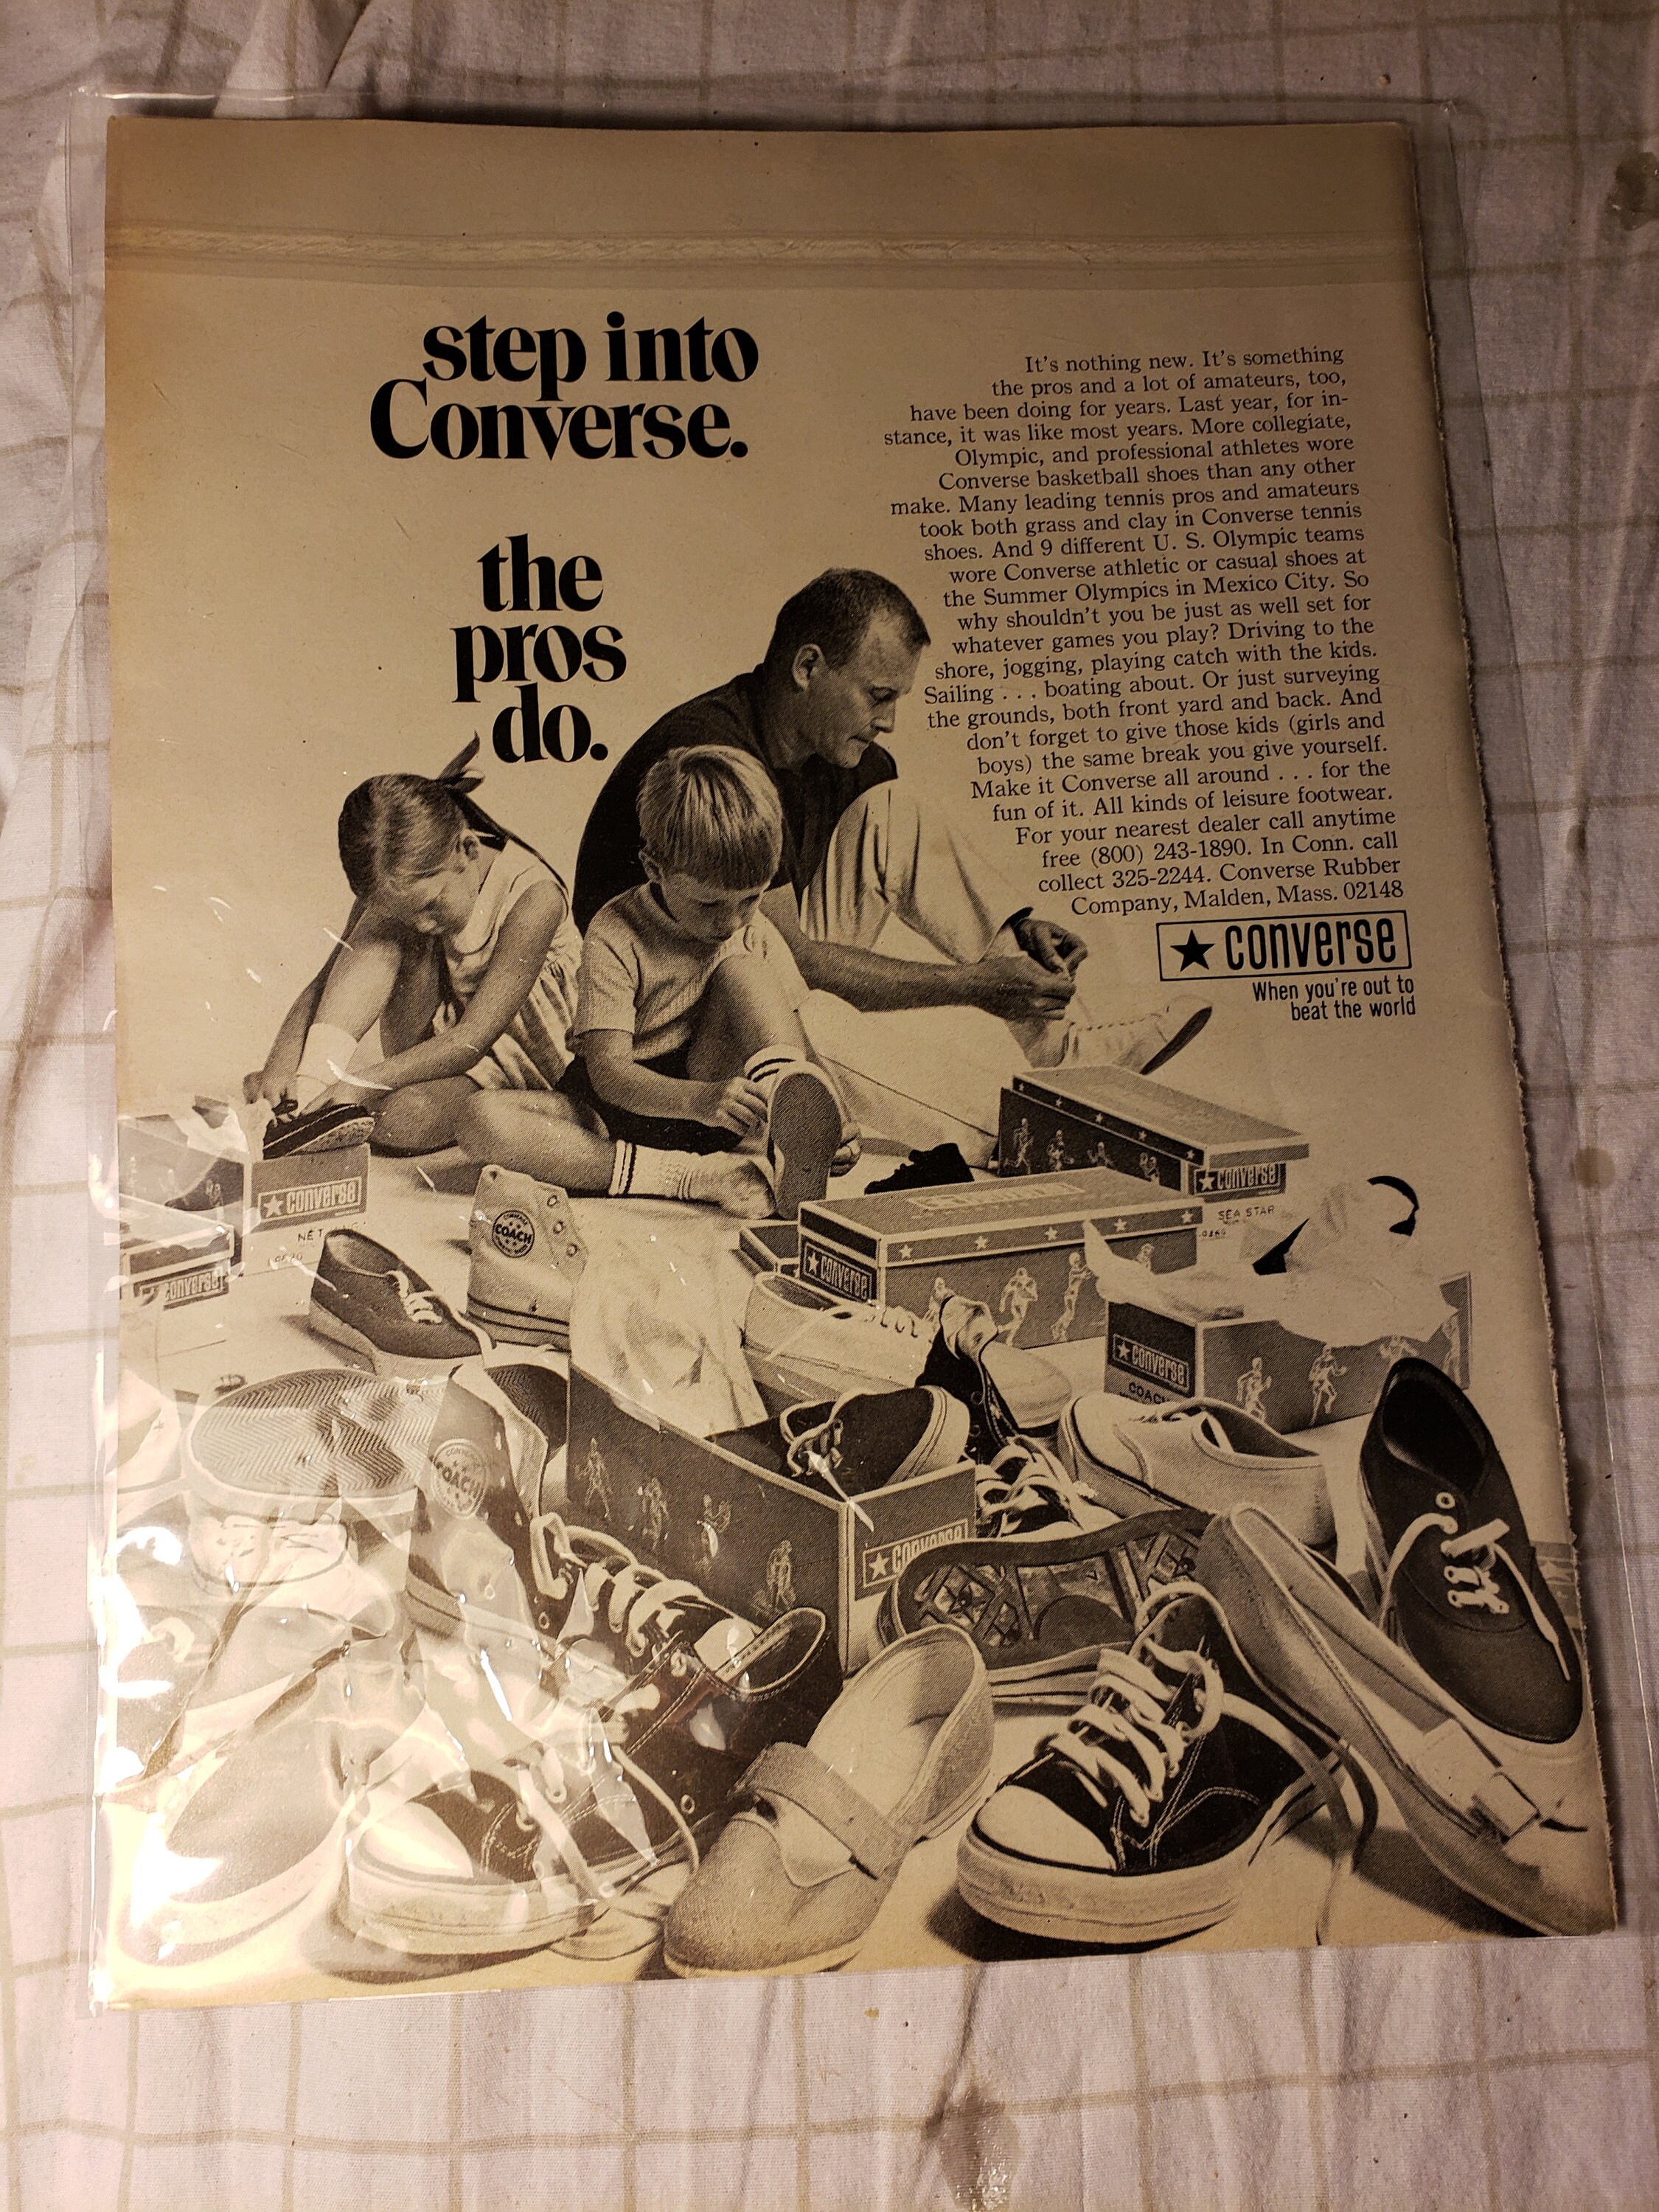 step into
Converse.
the
pros
do.
It's nothing new. It's something
the pros and a lot of amateurs, too,
have been doing for years. Last year, for in-
stance, it was like most years. More collegiate,
Olympic, and professional athletes wore
Converse basketball shoes than any other
make. Many leading tennis pros and amateurs
took both grass and clay in Converse tennis
shoes. And 9 different U. S. Olympic teams
wore Converse athletic or casual shoes at
the Summer Olympics in Mexico City. So
why shouldn't you be just as well set for
whatever games you play? Driving to the
shore, jogging, playing catch with the kids.
Sailing . . . boating about. Or just surveying
the grounds, both front yard and back. And
don't forget to give those kids (girls and
boys) the same break you give yourself.
Make it Converse all around . . . for the
fun of it. All kinds of leisure footwear.
For your nearest dealer call anytime
free (800) 243-1890. In Conn. call
collect 325-2244. Converse Rubber
Company, Malden, Mass. 02148
★ converse
When you're out to
beat the world
★ converse
SEA STAR
★ converse
NET
converse
CONVERSE
COACH
★ converse
★ converse
COACH
CONVERSE
COACH
★ converse